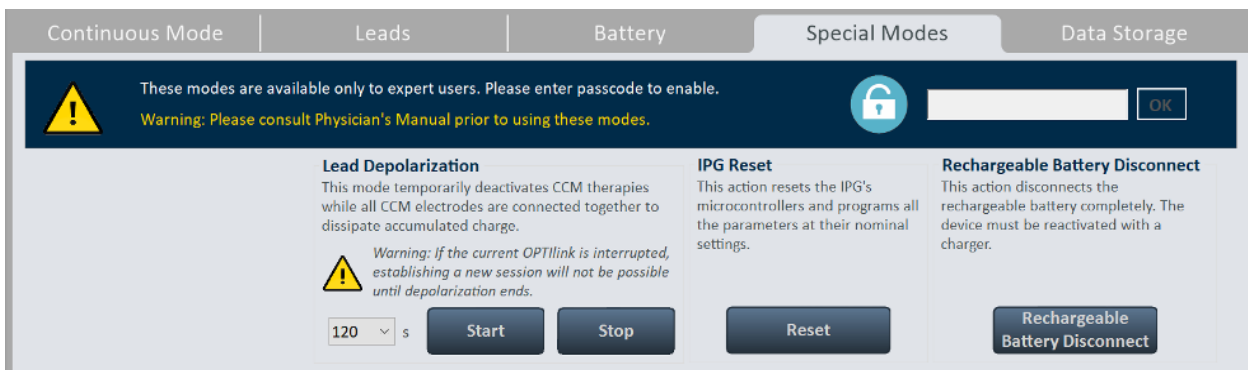 Continuous Mode
Leads
Battery
Special Modes
Data Storage
These modes are available only to expert users. Please enter passcode to enable.
Warning: Please consult Physician's Manual prior to using these modes.
OK
Lead Depolarization
This mode temporarily deactivates CCM therapies
while all CCM electrodes are connected together to
dissipate accumulated charge.
Warning: If the current OPTIlink is interrupted,
establishing a new session will not be possible
until depolarization ends.
120
s
Start
Stop
IPG Reset
This action resets the IPG's
microcontrollers and programs all
the parameters at their nominal
settings.
Reset
Rechargeable Battery Disconnect
This action disconnects the
rechargeable battery completely. The
device must be reactivated with a
charger.
Rechargeable
Battery Disconnect